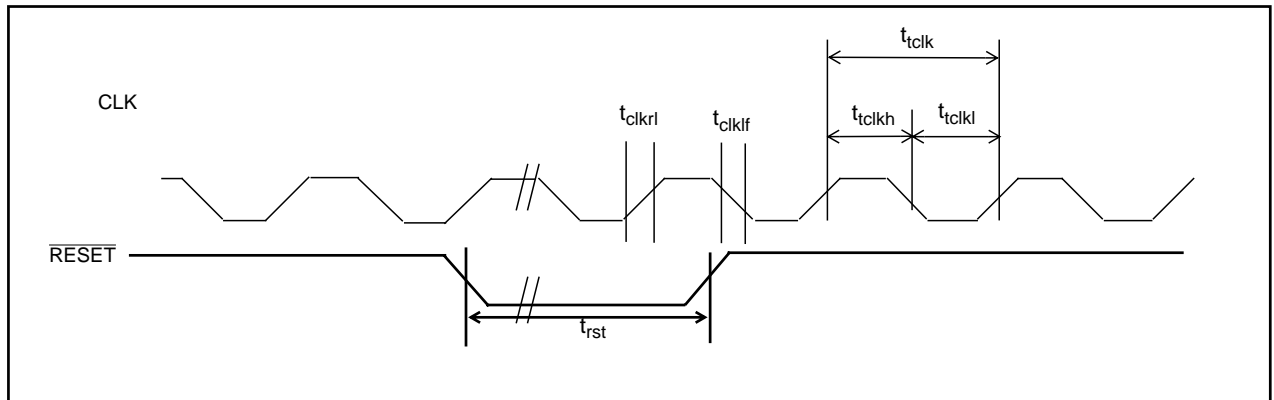 t_tclk
CLK
t_clkrl
t_clklf
t_tclkh
t_tclkl
RESET
t_rst